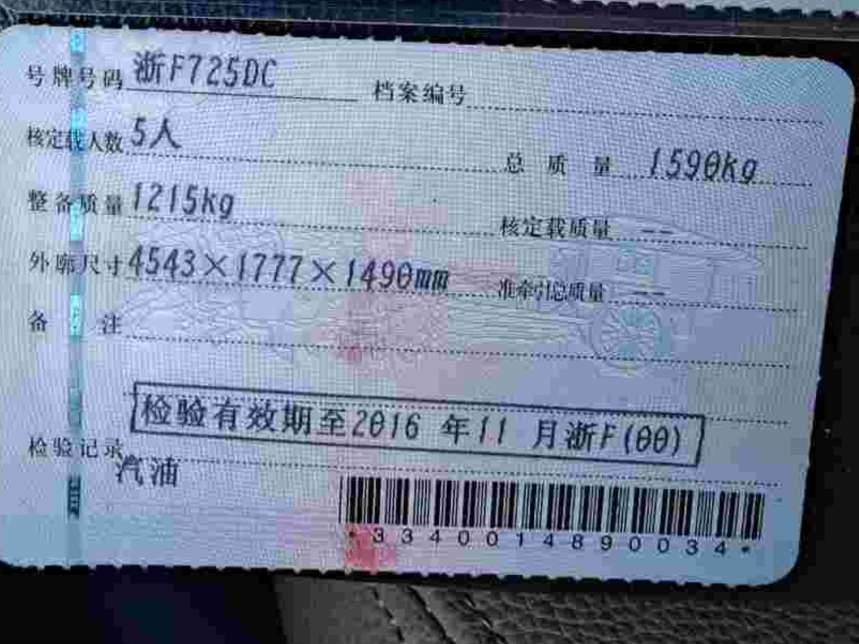 号牌号码 浙F725DC 档案编号
核定载人数 5人 总质量 1590kg
整备质量 1215kg 核定载质量 --
外廓尺寸 4543×1777×1490mm 准牵引总质量 --
备注
检验有效期至2016 年11 月浙F(00)
检验记录
汽油
*3340014890034*